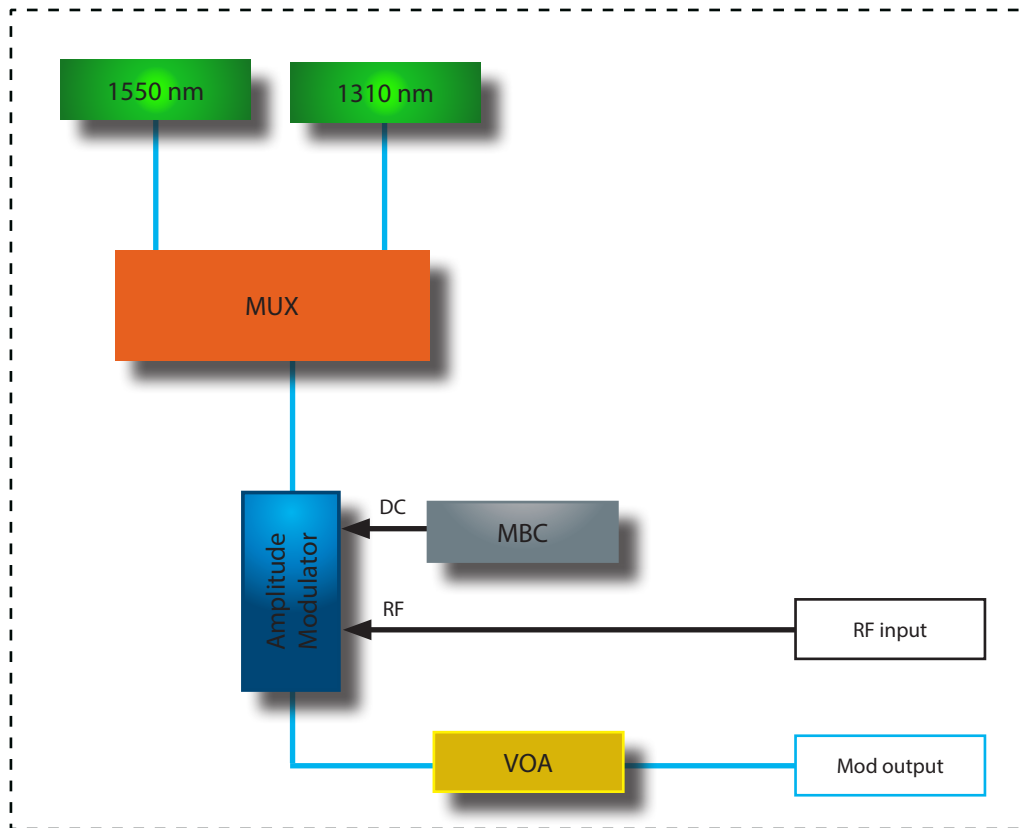 1550 nm
1310 nm
MUX
DC
MBC
Amplitude
Modulator
RF
RF input
VOA
Mod output